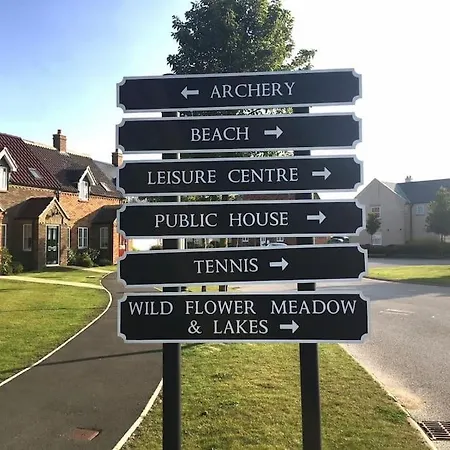 ← ARCHERY
BEACH →
LEISURE CENTRE →
PUBLIC HOUSE →
TENNIS →
WILD FLOWER MEADOW
& LAKES →